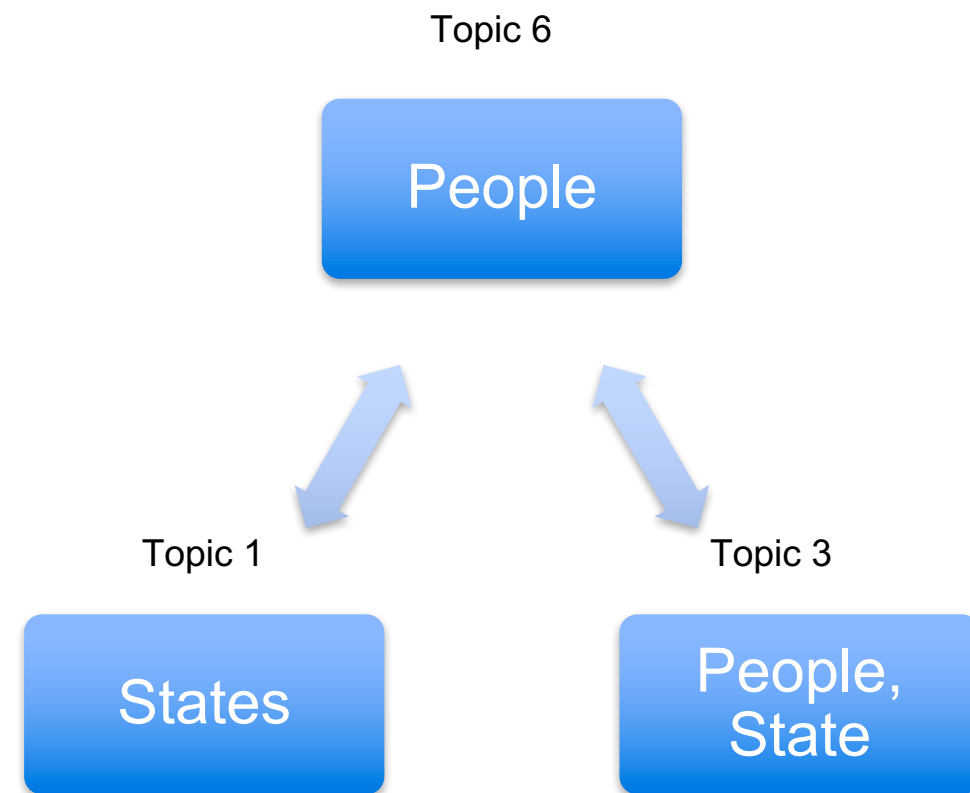 Topic 6
People
Topic 1
Topic 3
States
People,
State